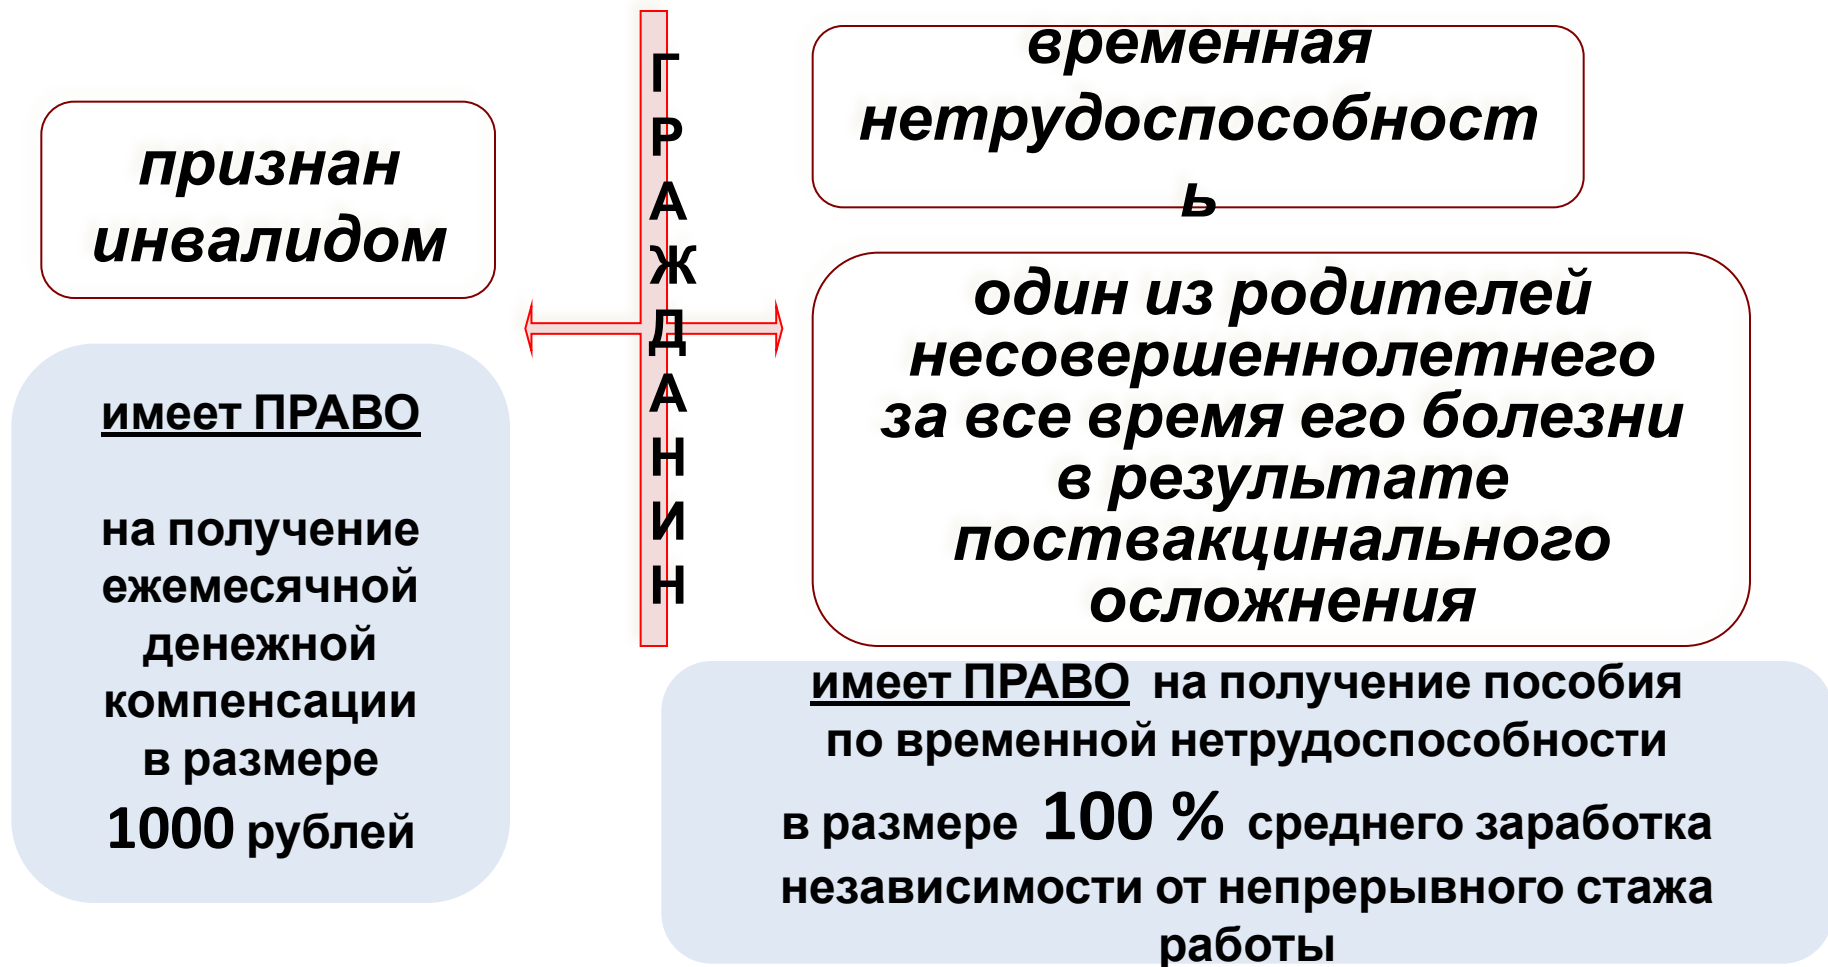 признан
инвалидом
имеет ПРАВО
на получение
ежемесячной
денежной
компенсации
в размере
1000 рублей
Г
Р
А
Ж
Д
А
Н
И
Н
временная
нетрудоспособност
ь
один из родителей
несовершеннолетнего
за все время его болезни
в результате
поствакцинального
осложнения
имеет ПРАВО на получение пособия
по временной нетрудоспособности
в размере 100 % среднего заработка
независимости от непрерывного стажа
работы